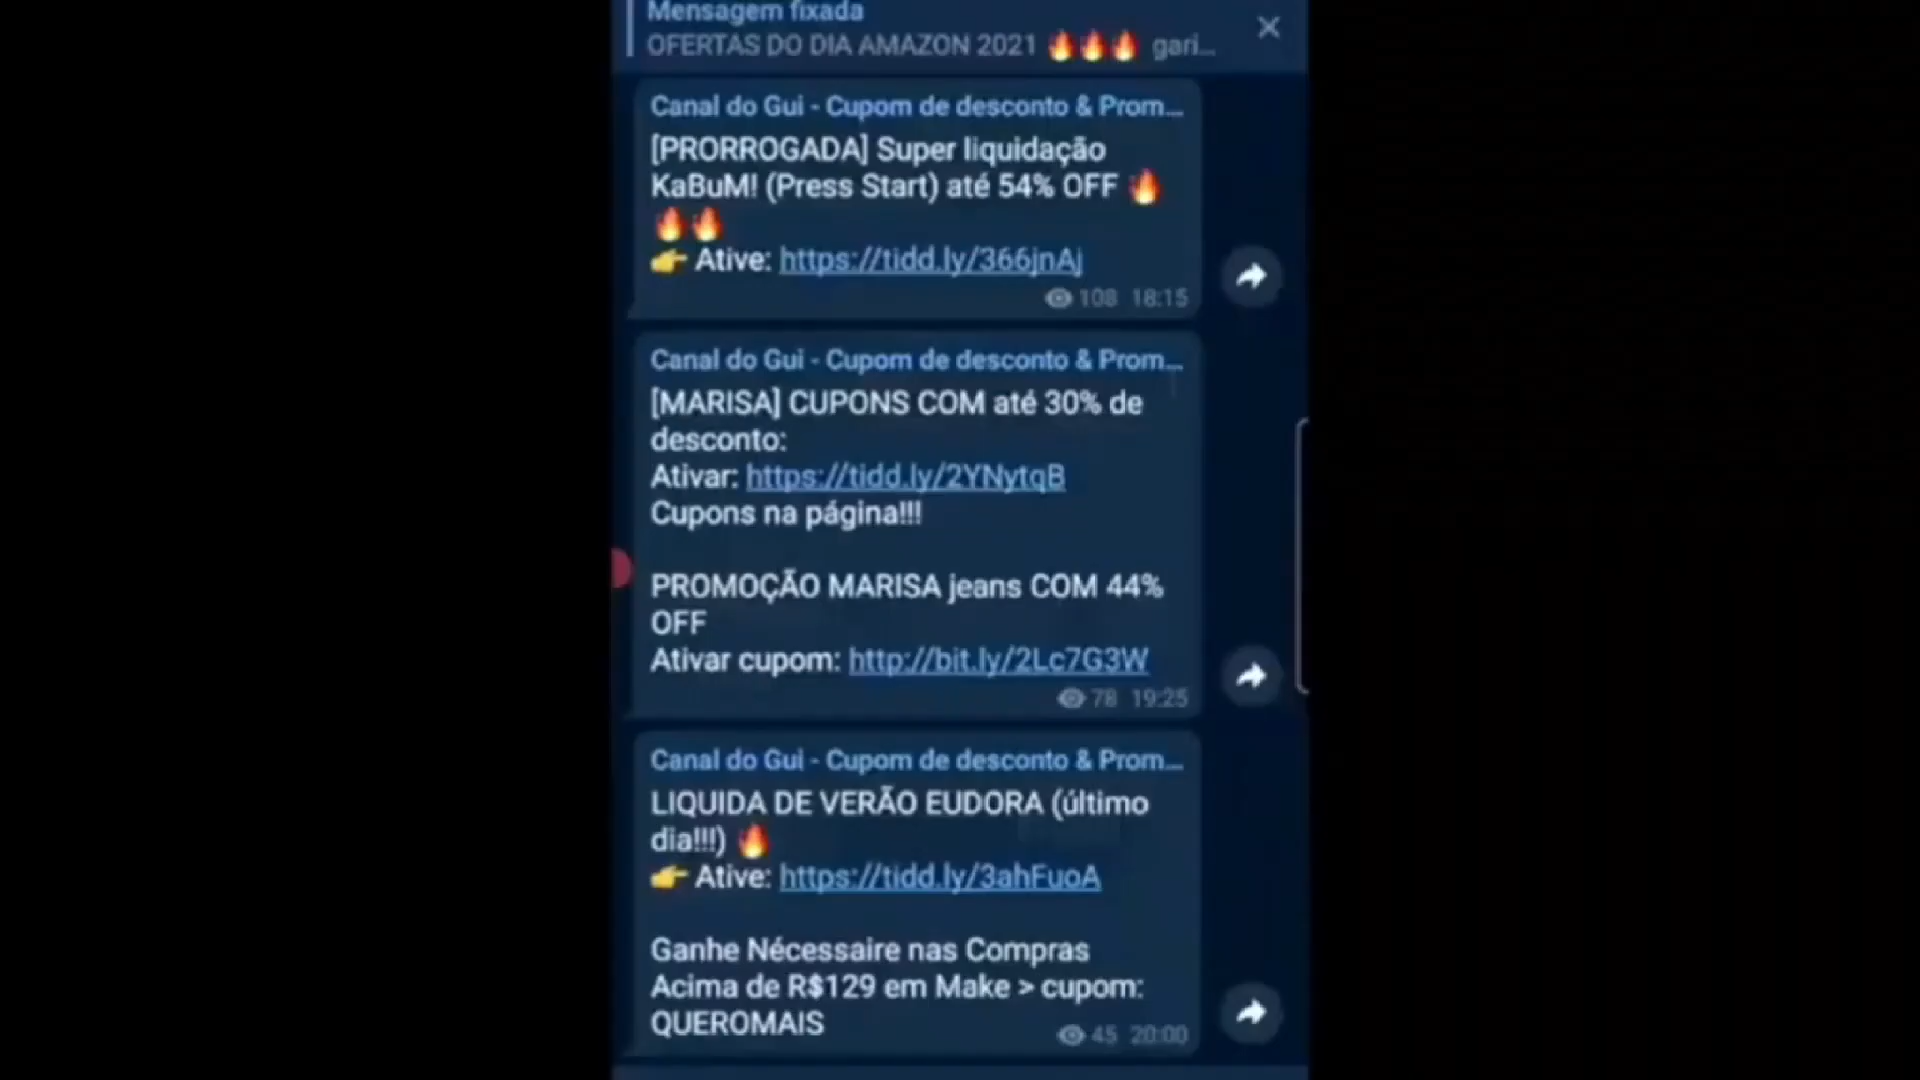 Mensagem fixada
OFERTAS DO DIA AMAZON 2021 🔥🔥🔥 gari...
Canal do Gui - Cupom de desconto & Prom...
[PRORROGADA] Super liquidação
KaBuM! (Press Start) até 54% OFF 🔥
🔥🔥
👉 Ative: https://tidd.ly/366jnAj
108 18:15
Canal do Gui - Cupom de desconto & Prom...
[MARISA] CUPONS COM até 30% de
desconto:
Ativar: https://tidd.ly/2YNytqB
Cupons na página!!!
PROMOÇÃO MARISA jeans COM 44%
OFF
Ativar cupom: http://bit.ly/2Lc7G3W
78 19:25
Canal do Gui - Cupom de desconto & Prom...
LIQUIDA DE VERÃO EUDORA (último
dia!!!) 🔥
👉 Ative: https://tidd.ly/3ahFuoA
Ganhe Nécessaire nas Compras
Acima de R$129 em Make > cupom:
QUEROMAIS
45 20:00